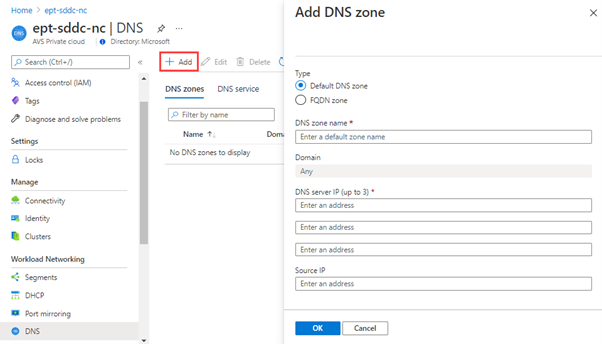 Home > ept-sddc-nc >
ept-sddc-nc | DNS
DNS
AVS Private cloud
Directory: Microsoft
Search (Ctrl+/)
Access control (IAM)
Tags
Diagnose and solve problems
Settings
Locks
Manage
Connectivity
Identity
Clusters
Workload Networking
Segments
DHCP
Port mirroring
DNS
Add
Edit
Delete
DNS zones
DNS service
Filter by name
Name
Doma
No DNS zones to display
Add DNS zone
Type
Default DNS zone
FQDN zone
DNS zone name *
Enter a default zone name
Domain
Any
DNS server IP (up to 3) *
Enter an address
Enter an address
Enter an address
Source IP
Enter an address
OK
Cancel